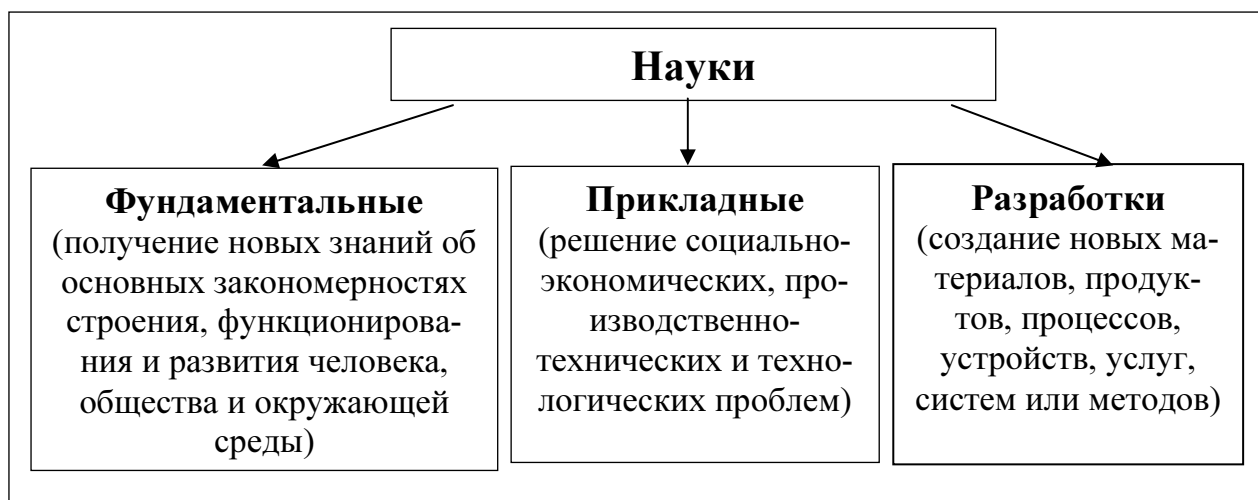 Науки
Фундаментальные
(получение новых знаний об
основных закономерностях
строения, функционирова-
ния и развития человека,
общества и окружающей
среды)
Прикладные
(решение социально-
экономических, про-
изводственно-
технических и техно-
логических проблем)
Разработки
(создание новых ма-
териалов, продук-
тов, процессов,
устройств, услуг,
систем или методов)